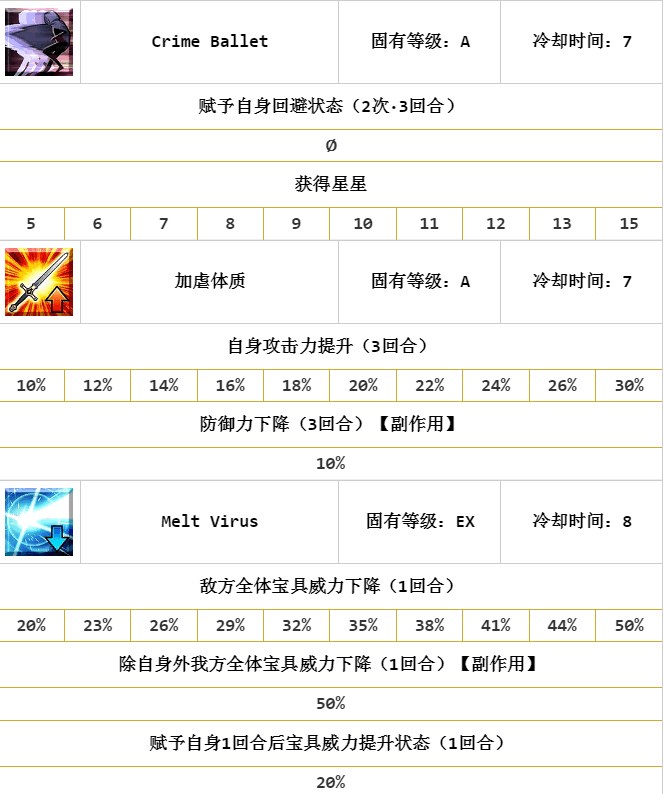 Crime Ballet 固有等级：A 冷却时间：7
赋予自身回避状态（2次·3回合）
Ø
获得星星
5 6 7 8 9 10 11 12 13 15
加虐体质 固有等级：A 冷却时间：7
自身攻击力提升（3回合）
10% 12% 14% 16% 18% 20% 22% 24% 26% 30%
防御力下降（3回合）【副作用】
10%
Melt Virus 固有等级：EX 冷却时间：8
敌方全体宝具威力下降（1回合）
20% 23% 26% 29% 32% 35% 38% 41% 44% 50%
除自身外我方全体宝具威力下降（1回合）【副作用】
50%
赋予自身1回合后宝具威力提升状态（1回合）
20%